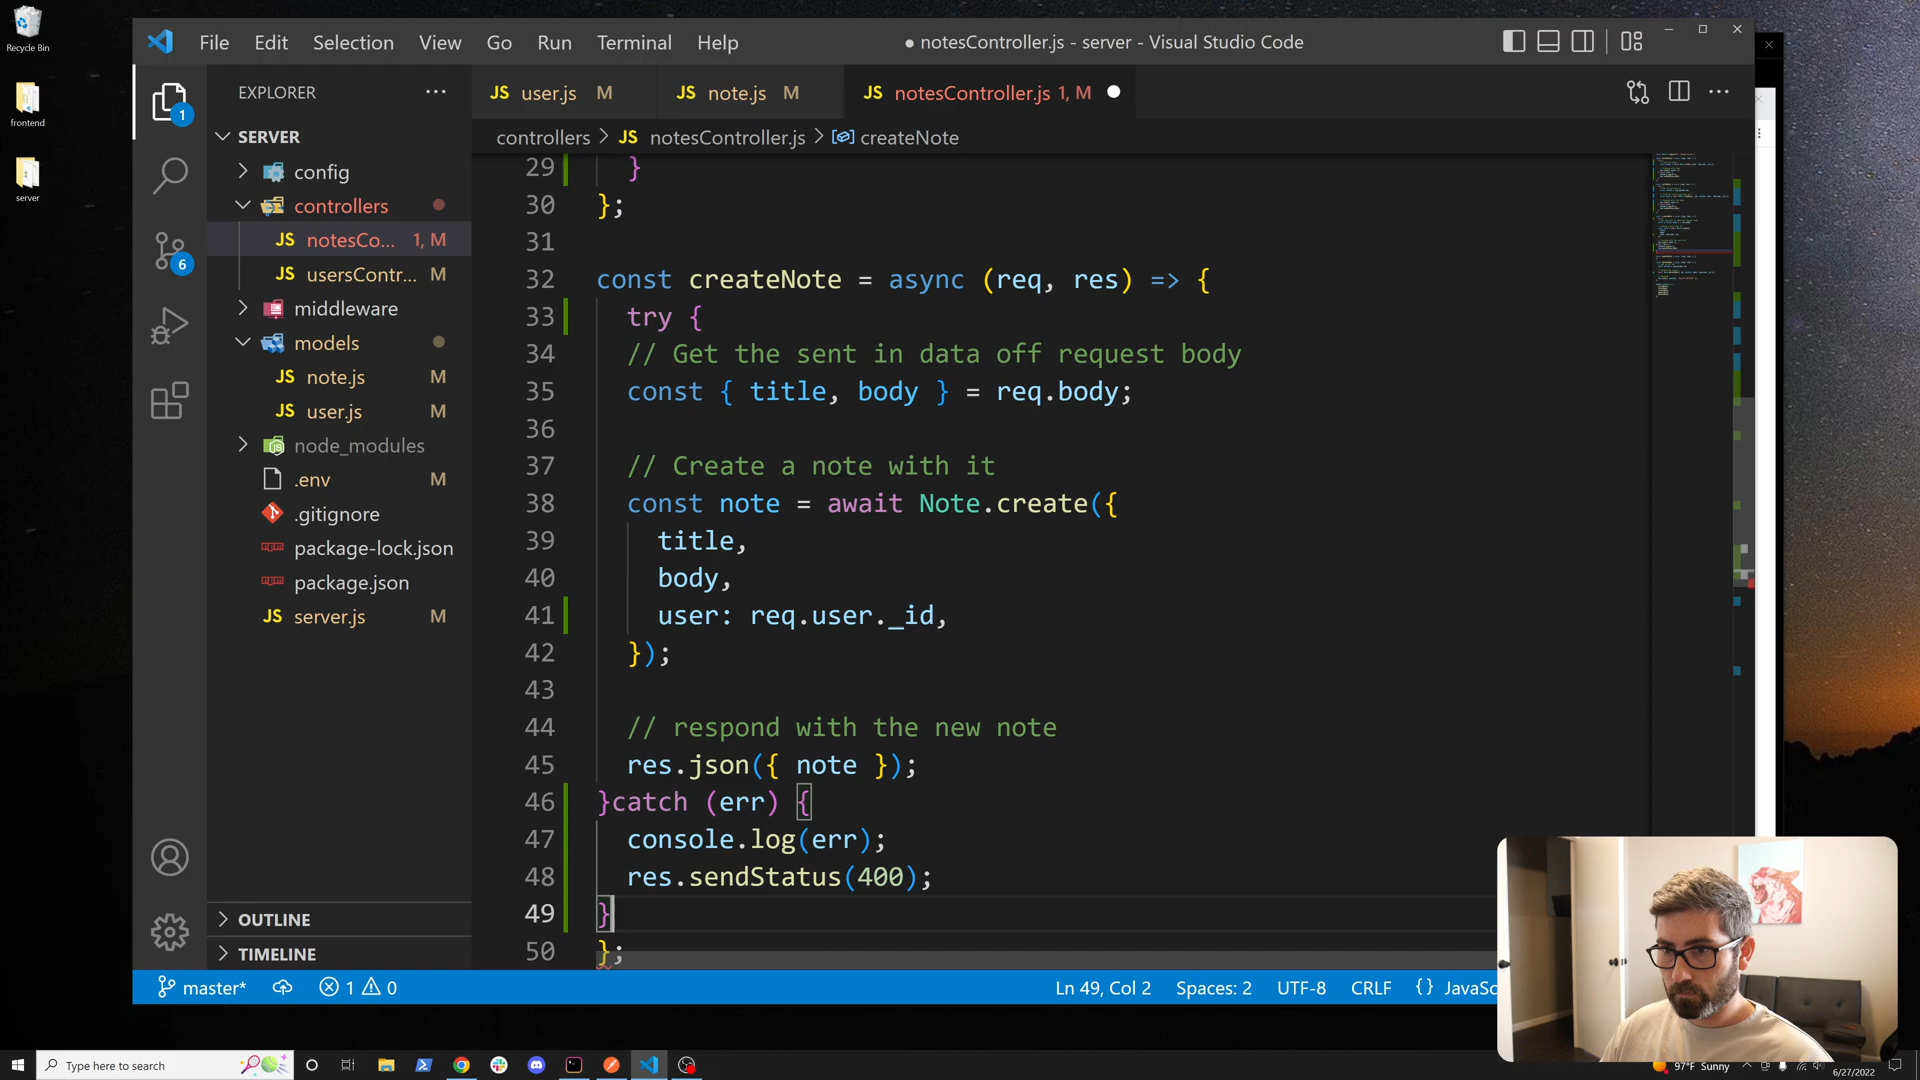 Recycle Bin
frontend
server
File Edit Selection View Go Run Terminal Help
● notesController.js - server - Visual Studio Code
EXPLORER
JS user.js M
JS note.js M
JS notesController.js 1, M
controllers > JS notesController.js > createNote
SERVER
config
controllers
JS notesCo... 1, M
JS usersContr... M
middleware
models
JS note.js M
JS user.js M
node_modules
.env M
.gitignore
package-lock.json
package.json
JS server.js M
OUTLINE
TIMELINE
1
6
29 }
30 };
31
32 const createNote = async (req, res) => {
33 try {
34 // Get the sent in data off request body
35 const { title, body } = req.body;
36
37 // Create a note with it
38 const note = await Note.create({
39 title,
40 body,
41 user: req.user._id,
42 });
43
44 // respond with the new note
45 res.json({ note });
46 }catch (err) {
47 console.log(err);
48 res.sendStatus(400);
49 }
50 };
master* 1 0
Ln 49, Col 2 Spaces: 2 UTF-8 CRLF {} JavaSc
Type here to search
97°F Sunny
6/27/2022